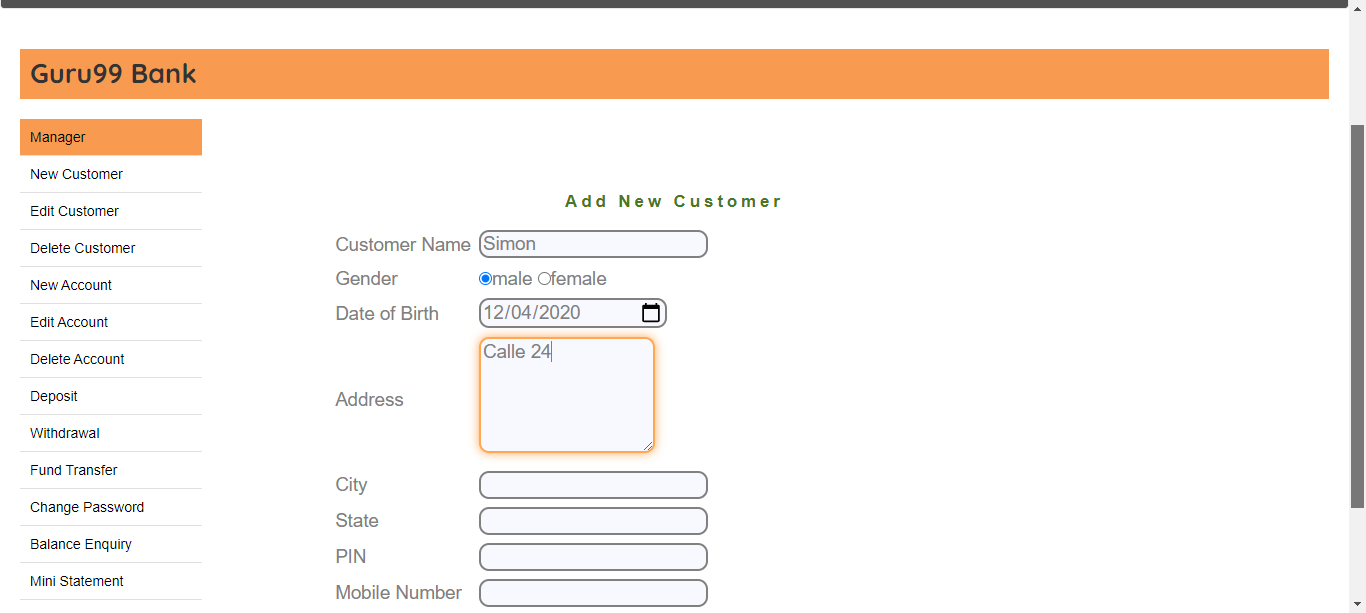 Guru99 Bank
Manager
New Customer
Edit Customer
Delete Customer
New Account
Edit Account
Delete Account
Deposit
Withdrawal
Fund Transfer
Change Password
Balance Enquiry
Mini Statement
Add New Customer
Customer Name Simon
Gender male female
Date of Birth 12/04/2020
Address Calle 24
City
State
PIN
Mobile Number